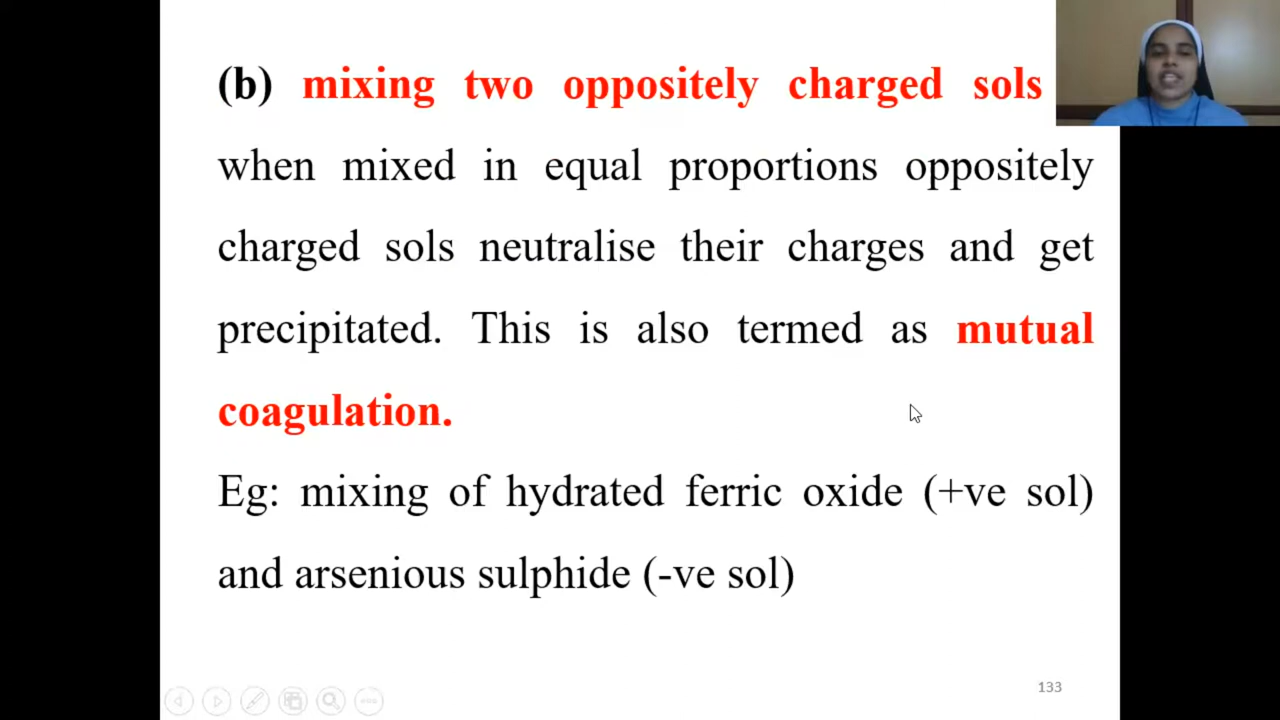 (b) mixing two oppositely charged sols
when mixed in equal proportions oppositely
charged sols neutralise their charges and get
precipitated. This is also termed as mutual
coagulation.
Eg: mixing of hydrated ferric oxide (+ve sol)
and arsenious sulphide (-ve sol)
133